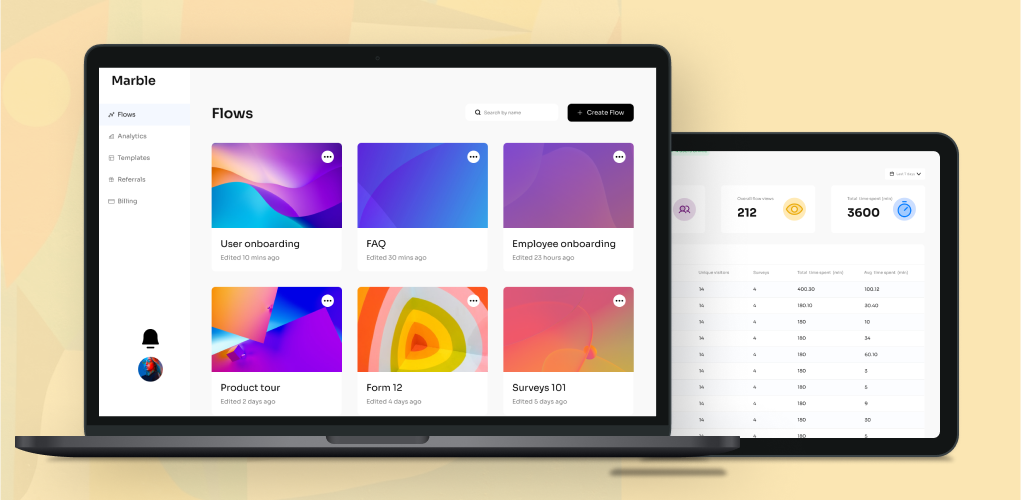 Marble
Flows
Analytics
Templates
Referrals
Billing
Flows
Search by name
+ Create Flow
User onboarding
Edited 10 mins ago
FAQ
Edited 30 mins ago
Employee onboarding
Edited 23 hours ago
Product tour
Edited 2 days ago
Form 12
Edited 4 days ago
Surveys 101
Edited 5 days ago
Last 7 days
Overall flow views
212
Total time spent (min)
3600
Unique visitors Surveys Total time spent (min) Avg. time spent (min)
14 4 400.30 100.12
14 4 180.10 30.40
14 4 180 10
14 4 180 34
14 4 180 60.10
14 4 180 3
14 4 180 5
14 4 180 9
14 4 180 30
14 4 180 5